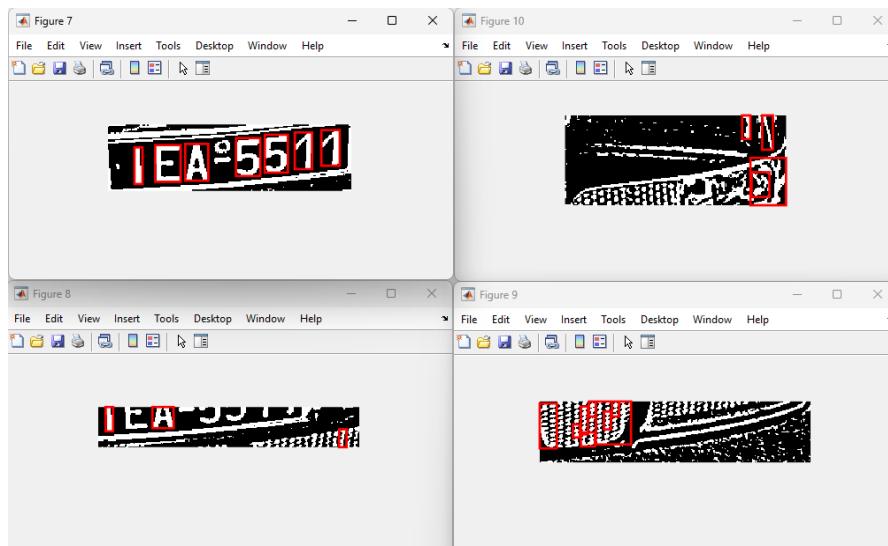 Figure 7
File Edit View Insert Tools Desktop Window Help
IEAº5511
Figure 10
File Edit View Insert Tools Desktop Window Help
Figure 8
File Edit View Insert Tools Desktop Window Help
IEA
Figure 9
File Edit View Insert Tools Desktop Window Help